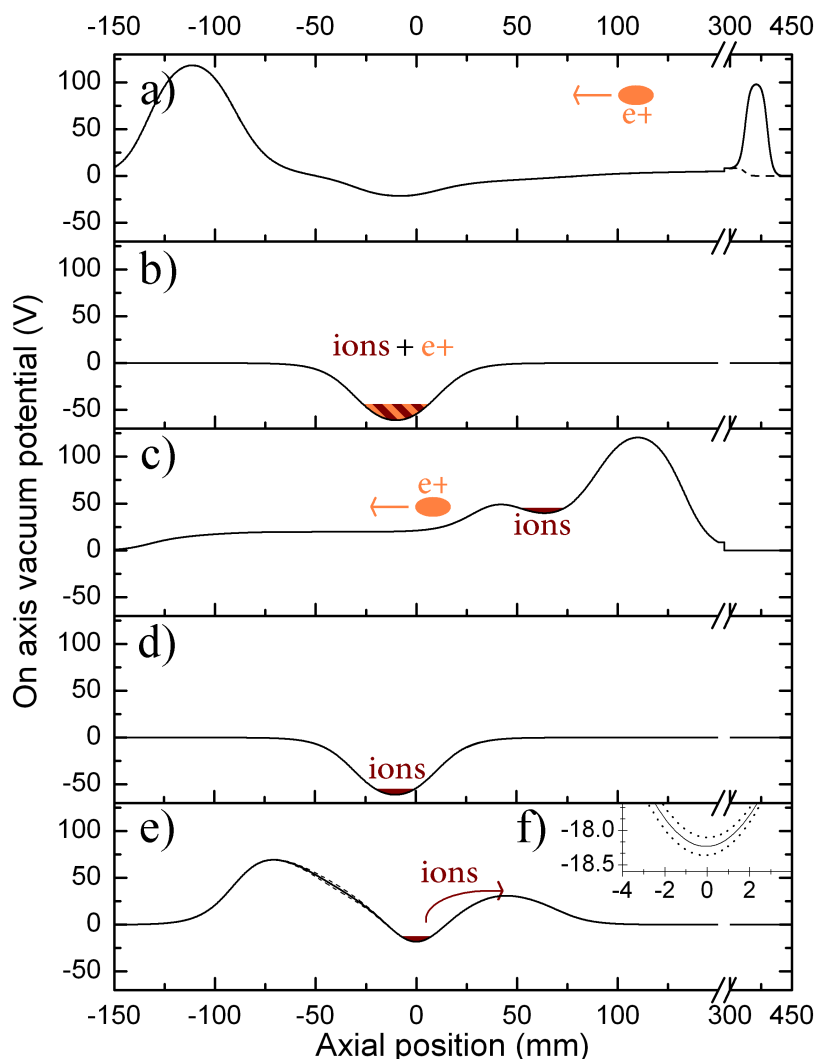 -150 -100 -50 0 50 100 300 450
100
50
0
-50
a)
e+
100
50
0
-50
b)
ions + e+
100
50
0
-50
c)
e+
ions
100
50
0
-50
d)
ions
100
50
0
-50
e)
ions
f)
-18.0
-18.5
-4 -2 0 2
-150 -100 -50 0 50 100 300 450
Axial position (mm)
On axis vacuum potential (V)